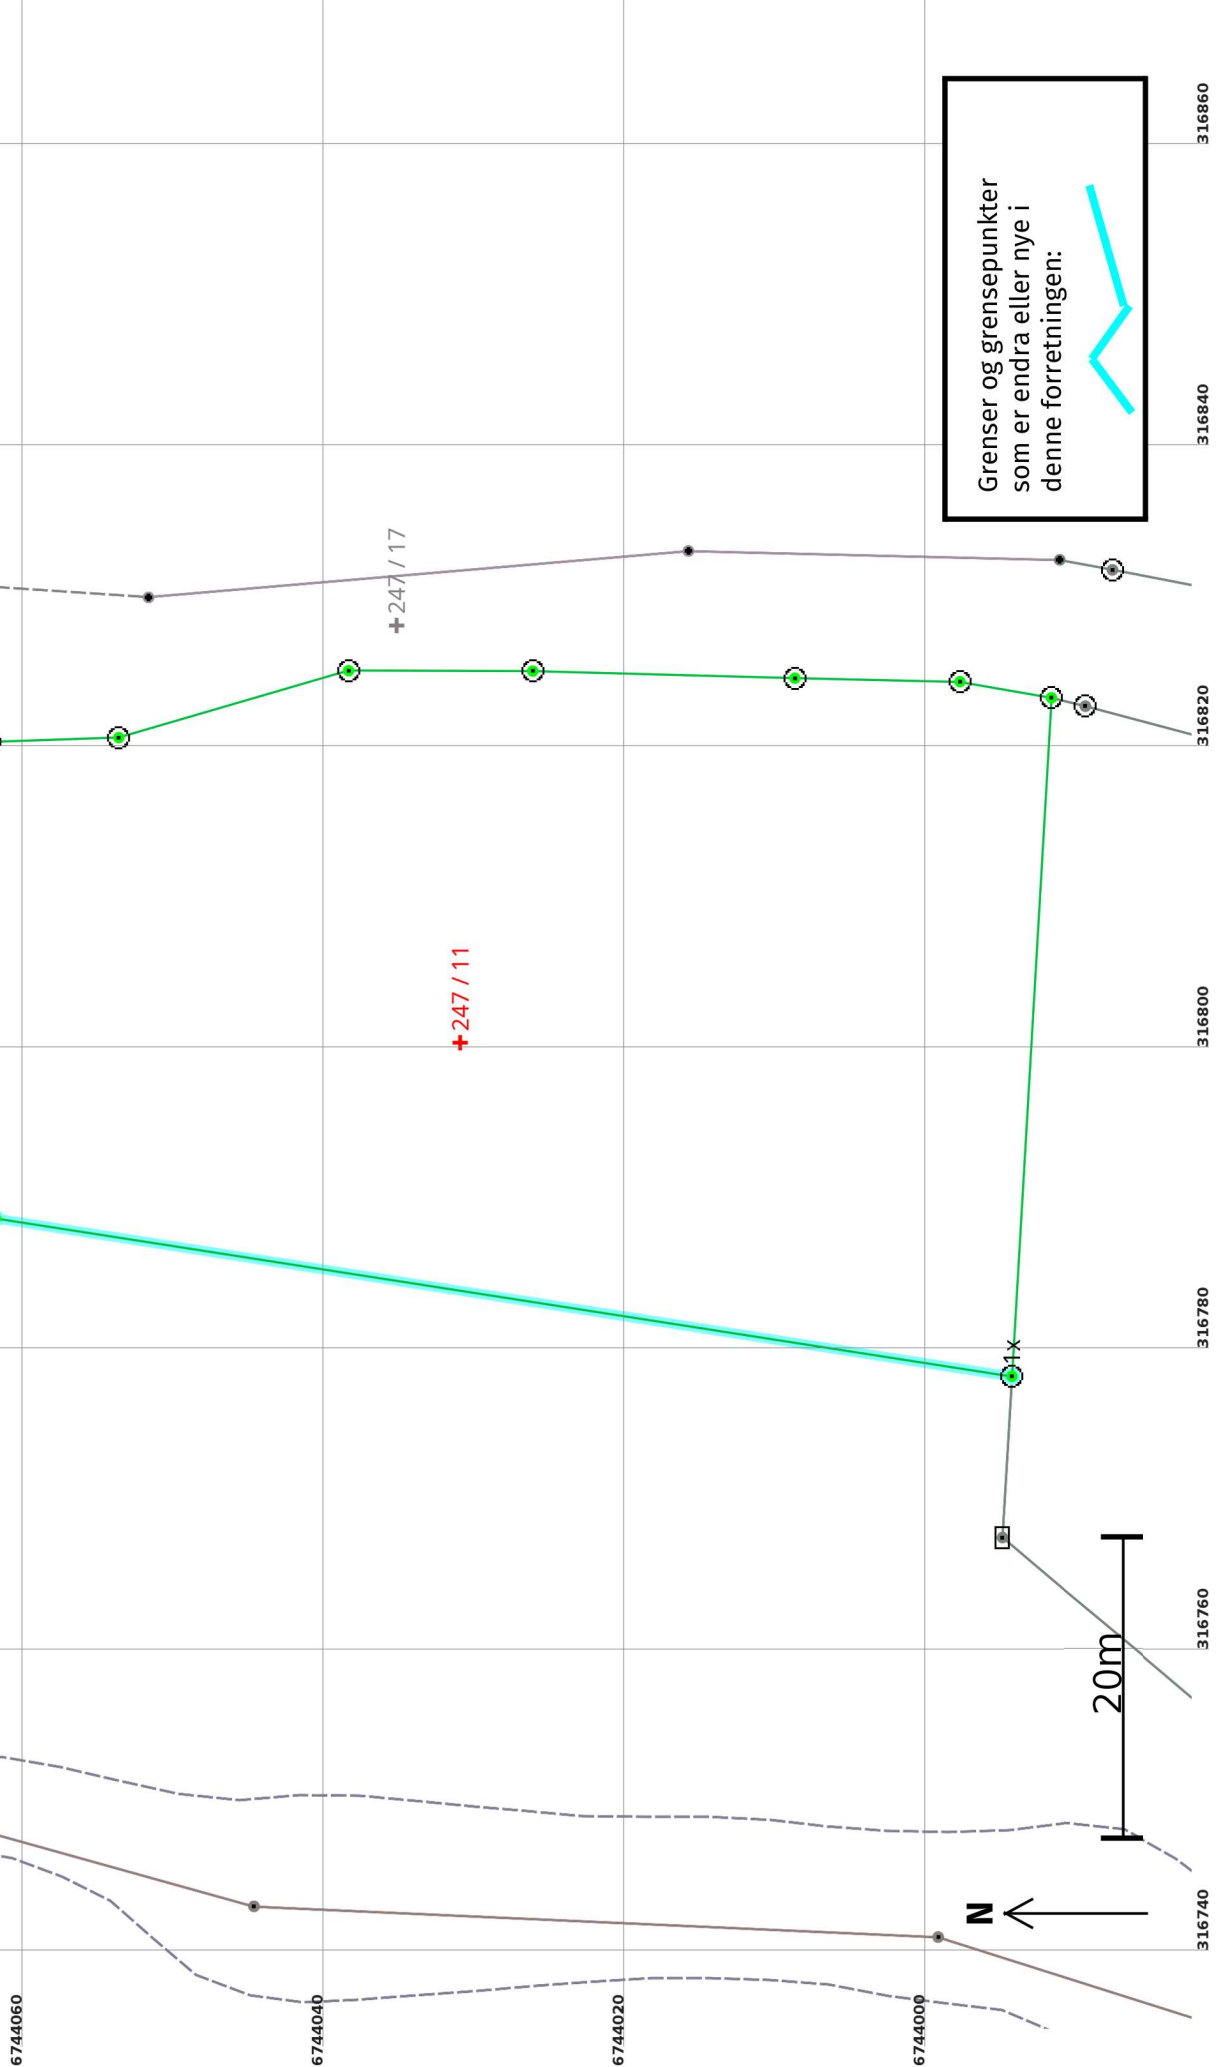 316860
316840
316820
316800
316780
316760
316740
6744060
6744040
6744020
6744000
Grenser og grensepunkter
som er endra eller nye i
denne forretningen:
247 / 17
247 / 11
1x
20m
N